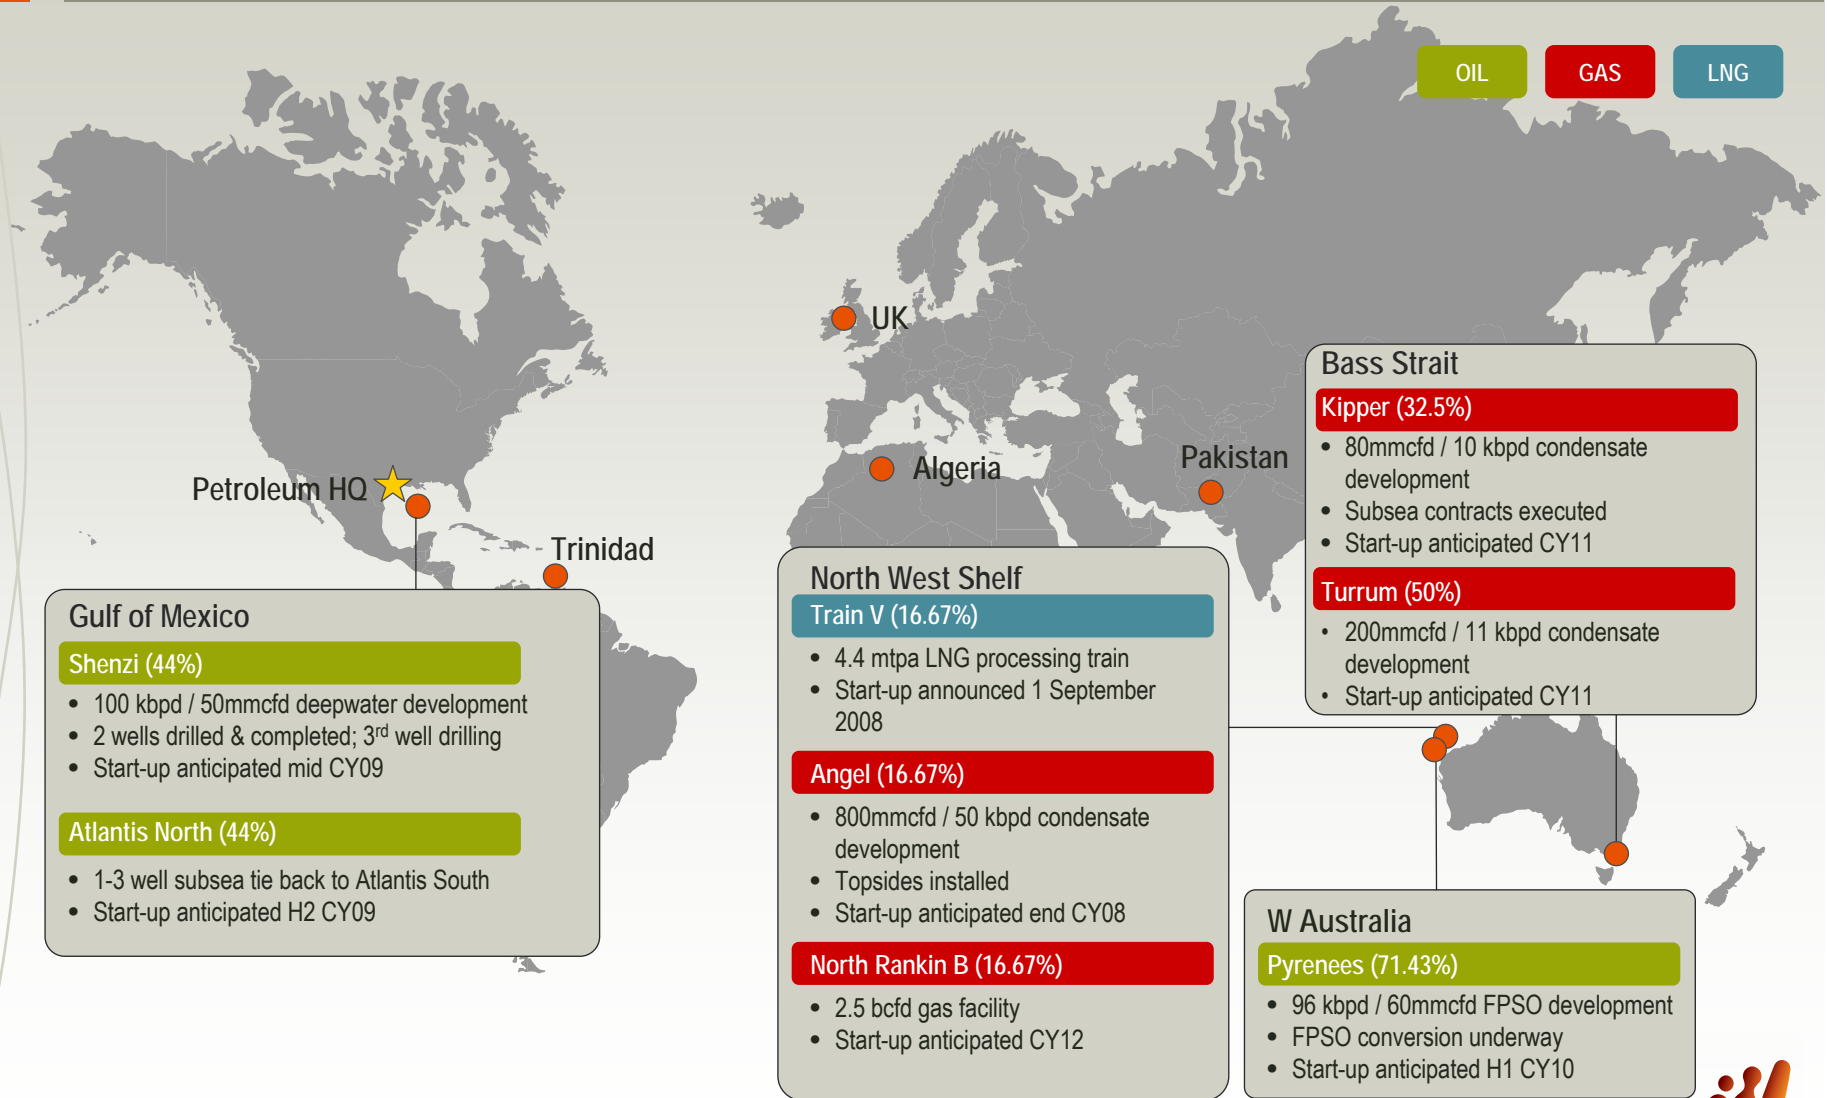 OIL
GAS
LNG
UK
Algeria
Pakistan
Petroleum HQ
Trinidad
Gulf of Mexico
Shenzi (44%)
• 100 kbpd / 50mmcfd deepwater development
• 2 wells drilled & completed; 3rd well drilling
• Start-up anticipated mid CY09
Atlantis North (44%)
• 1-3 well subsea tie back to Atlantis South
• Start-up anticipated H2 CY09
North West Shelf
Train V (16.67%)
• 4.4 mtpa LNG processing train
• Start-up announced 1 September
2008
Angel (16.67%)
• 800mmcfd / 50 kbpd condensate
development
• Topsides installed
• Start-up anticipated end CY08
North Rankin B (16.67%)
• 2.5 bcfd gas facility
• Start-up anticipated CY12
Bass Strait
Kipper (32.5%)
• 80mmcfd / 10 kbpd condensate
development
• Subsea contracts executed
• Start-up anticipated CY11
Turrum (50%)
• 200mmcfd / 11 kbpd condensate
development
• Start-up anticipated CY11
W Australia
Pyrenees (71.43%)
• 96 kbpd / 60mmcfd FPSO development
• FPSO conversion underway
• Start-up anticipated H1 CY10